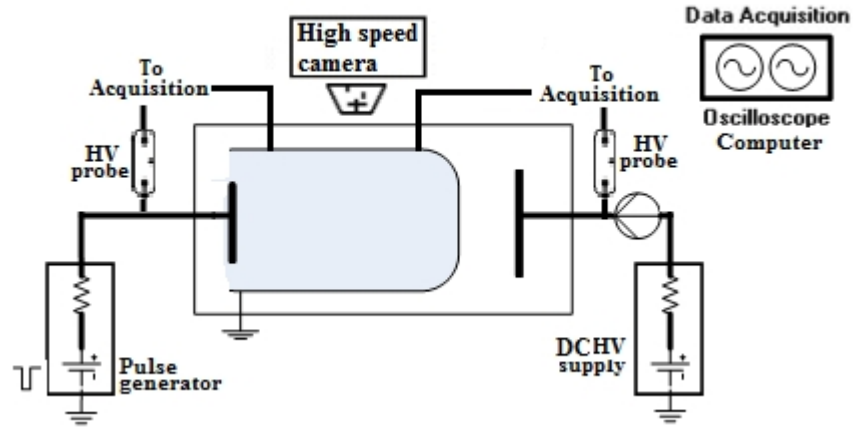 Data Acquisition
High speed
camera
To
Acquisition
To
Acquisition
Oscilloscope
Computer
HV
probe
HV
probe
Pulse
generator
DCHV
supply